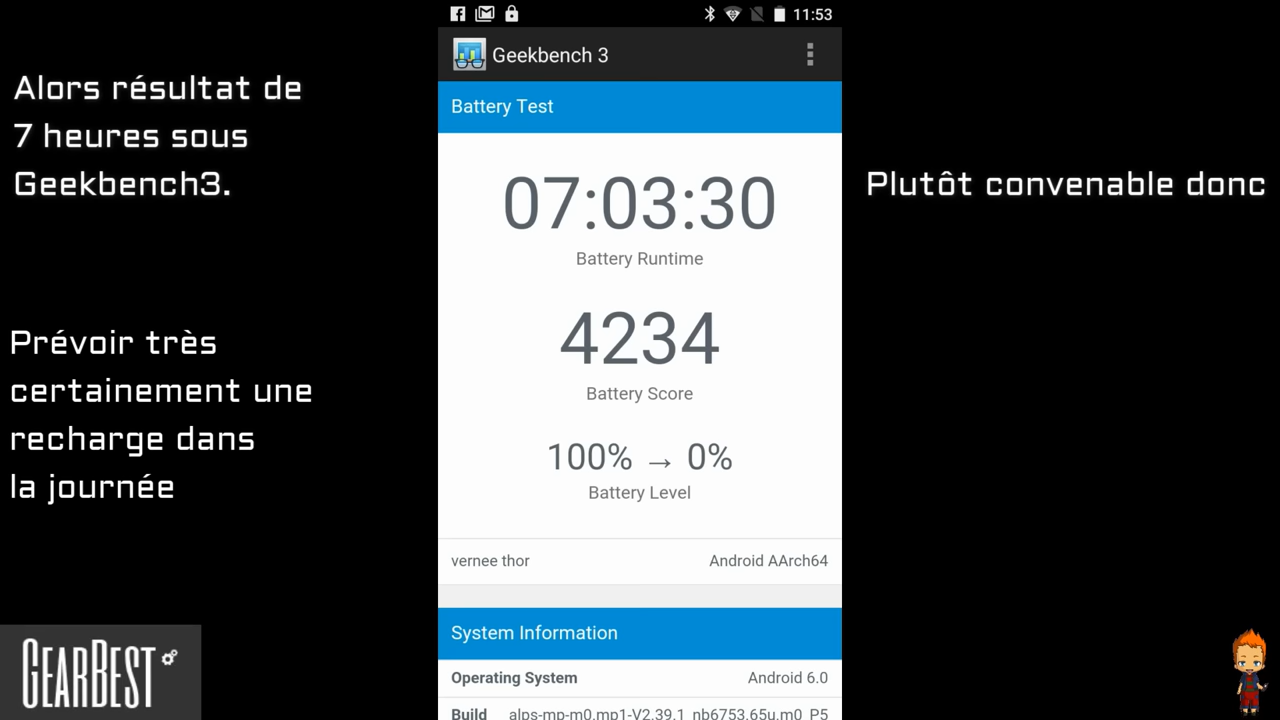 11:53
Geekbench 3
Alors résultat de
7 heures sous
Geekbench3.
Battery Test
07:03:30
Battery Runtime
Plutôt convenable donc
4234
Battery Score
100% → 0%
Battery Level
Prévoir très
certainement une
recharge dans
la journée
vernee thor Android AArch64
System Information
Operating System Android 6.0
Build alps-mp-m0.mp1-V2.39.1_nb6753.65u.m0_P5
GEARBEST